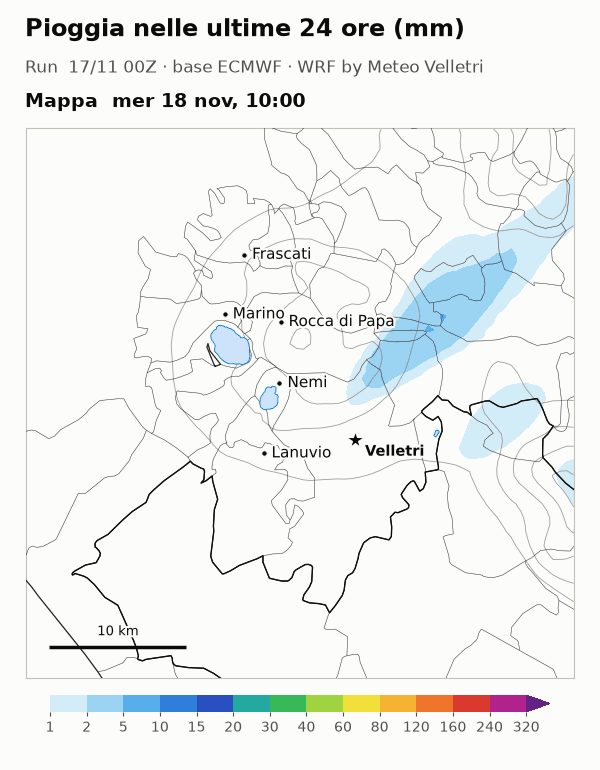 Pioggia nelle ultime 24 ore (mm)
Run  17/11 00Z · base ECMWF · WRF by Meteo Velletri
Mappa  mer 18 nov, 10:00
Frascati
Marino
Rocca di Papa
Nemi
Velletri
Lanuvio
10 km
1 2 5 10 15 20 30 40 60 80 120 160 240 320